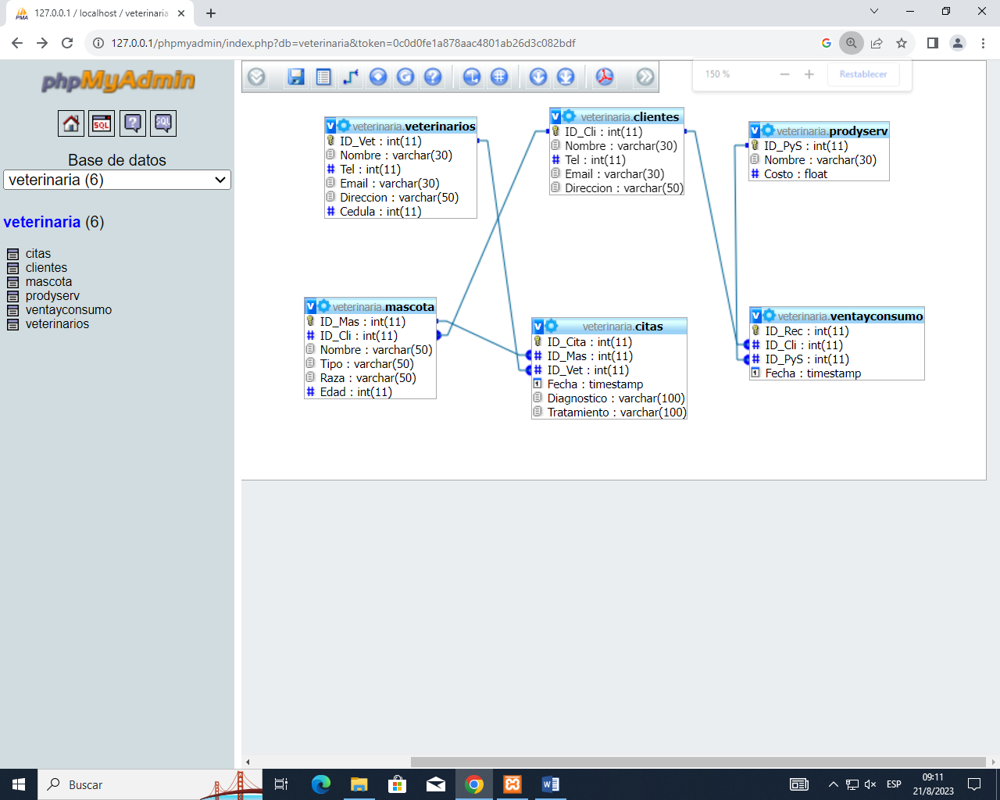 127.0.0.1 / localhost / veterinaria
127.0.0.1/phpmyadmin/index.php?db=veterinaria&token=0c0d0fe1a878aac4801ab26d3c082bdf
150 %
Restablecer
phpMyAdmin
SQL
SQL
Base de datos
veterinaria (6)
veterinaria (6)
citas
clientes
mascota
prodyserv
ventayconsumo
veterinarios
veterinaria.veterinarios
ID_Vet : int(11)
Nombre : varchar(30)
Tel : int(11)
Email : varchar(30)
Direccion : varchar(50)
Cedula : int(11)
veterinaria.clientes
ID_Cli : int(11)
Nombre : varchar(30)
Tel : int(11)
Email : varchar(30)
Direccion : varchar(50)
veterinaria.prodyserv
ID_PyS : int(11)
Nombre : varchar(30)
Costo : float
veterinaria.mascota
ID_Mas : int(11)
ID_Cli : int(11)
Nombre : varchar(50)
Tipo : varchar(50)
Raza : varchar(50)
Edad : int(11)
veterinaria.citas
ID_Cita : int(11)
ID_Mas : int(11)
ID_Vet : int(11)
Fecha : timestamp
Diagnostico : varchar(100)
Tratamiento : varchar(100)
veterinaria.ventayconsumo
ID_Rec : int(11)
ID_Cli : int(11)
ID_PyS : int(11)
Fecha : timestamp
Buscar
ESP
09:11
21/8/2023